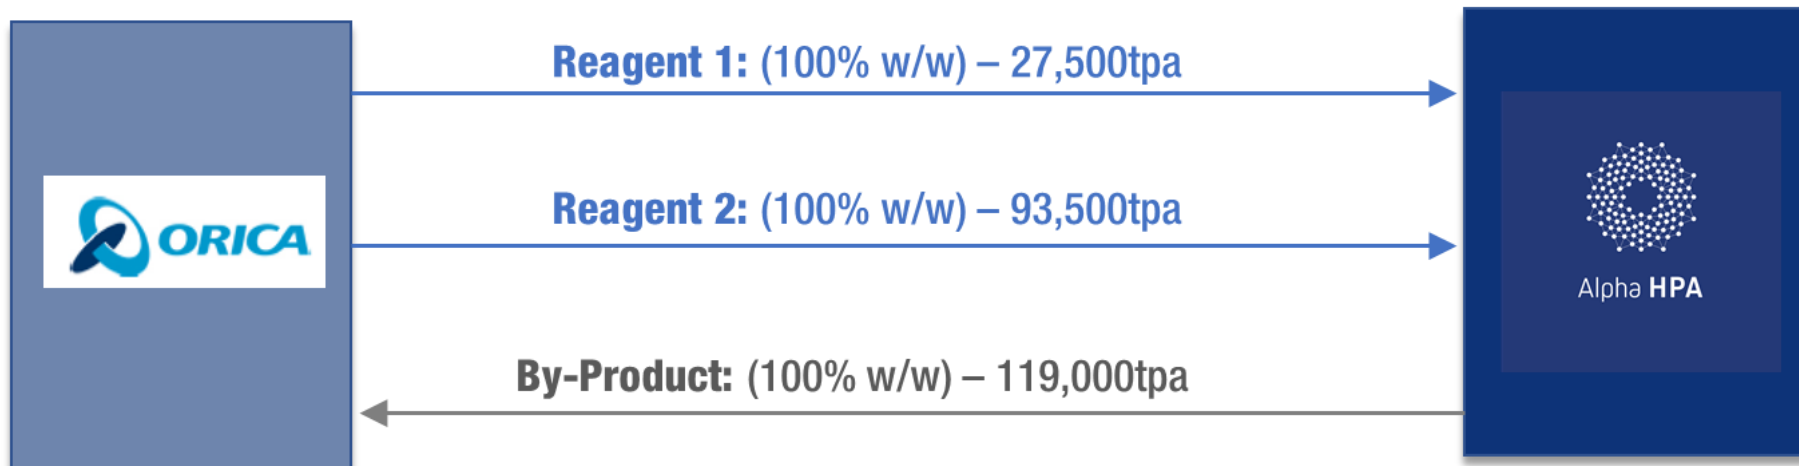 Reagent 1: (100% w/w) – 27,500tpa
Reagent 2: (100% w/w) – 93,500tpa
ORICA
Alpha HPA
By-Product: (100% w/w) – 119,000tpa